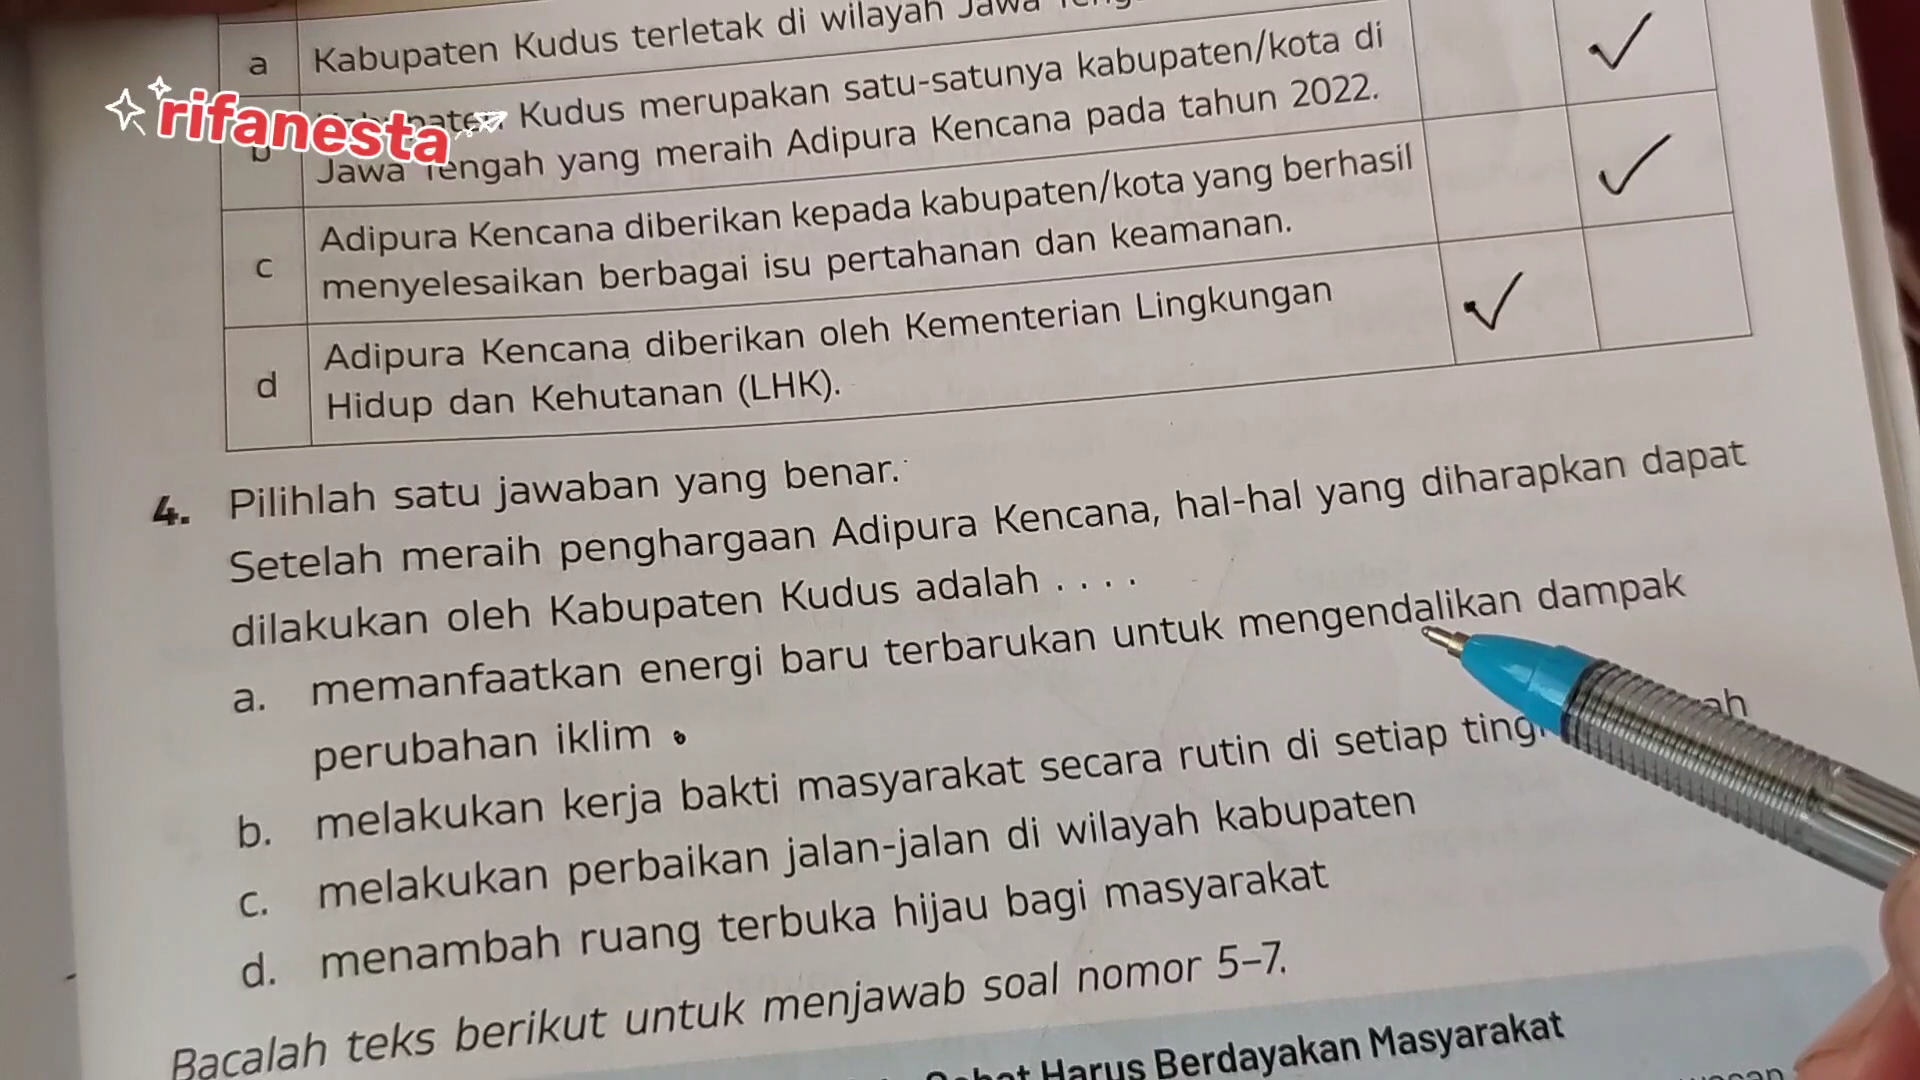 a Kabupaten Kudus terletak di wilayah Jawa
rifanesta
b Kudus merupakan satu-satunya kabupaten/kota di
Jawa Tengah yang meraih Adipura Kencana pada tahun 2022.
c Adipura Kencana diberikan kepada kabupaten/kota yang berhasil
menyelesaikan berbagai isu pertahanan dan keamanan.
d Adipura Kencana diberikan oleh Kementerian Lingkungan
Hidup dan Kehutanan (LHK).
4. Pilihlah satu jawaban yang benar.
Setelah meraih penghargaan Adipura Kencana, hal-hal yang diharapkan dapat
dilakukan oleh Kabupaten Kudus adalah . . . .
a. memanfaatkan energi baru terbarukan untuk mengendalikan dampak
perubahan iklim
b. melakukan kerja bakti masyarakat secara rutin di setiap
c. melakukan perbaikan jalan-jalan di wilayah kabupaten
d. menambah ruang terbuka hijau bagi masyarakat
Bacalah teks berikut untuk menjawab soal nomor 5–7.
Harus Berdayakan Masyarakat